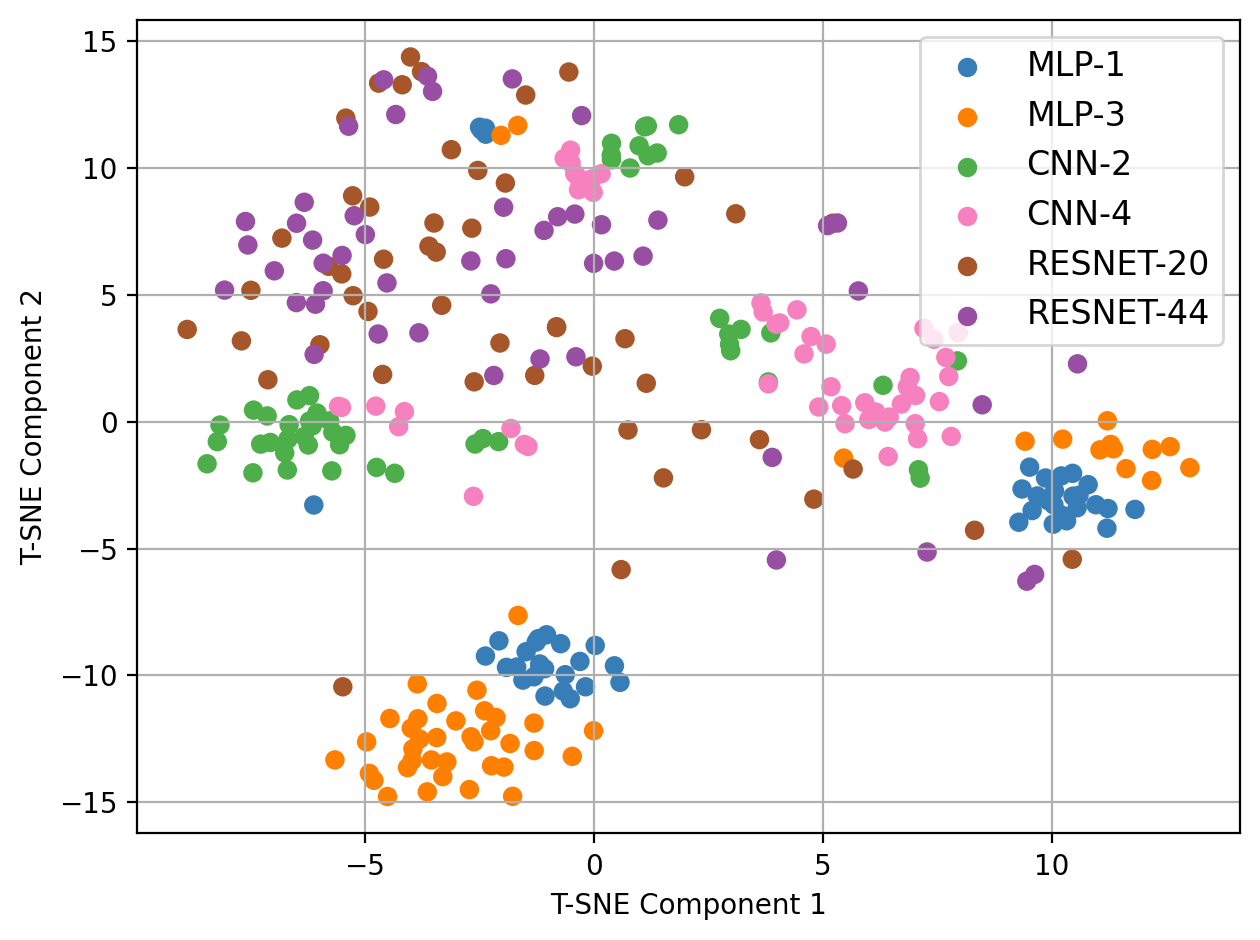 MLP-1
MLP-3
CNN-2
CNN-4
RESNET-20
RESNET-44
15
10
5
0
−5
−10
−15
T-SNE Component 2
−5 0 5 10
T-SNE Component 1